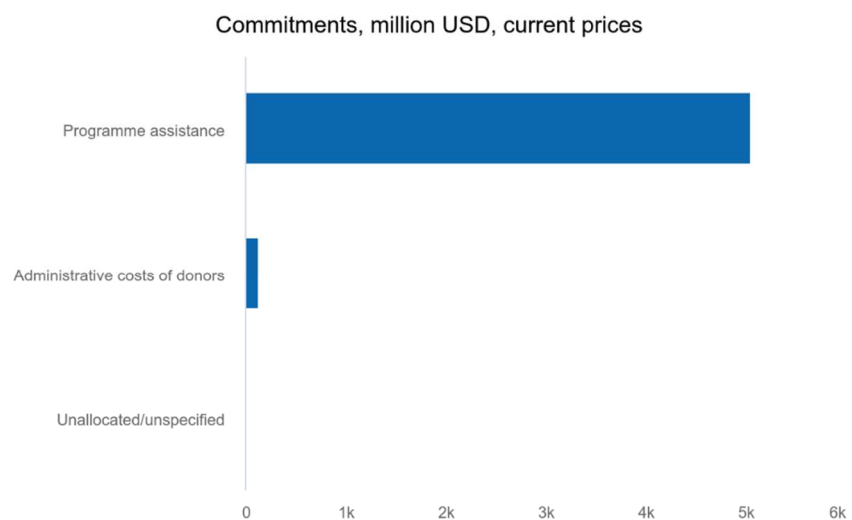 Commitments, million USD, current prices
Programme assistance
Administrative costs of donors
Unallocated/unspecified
0 1k 2k 3k 4k 5k 6k